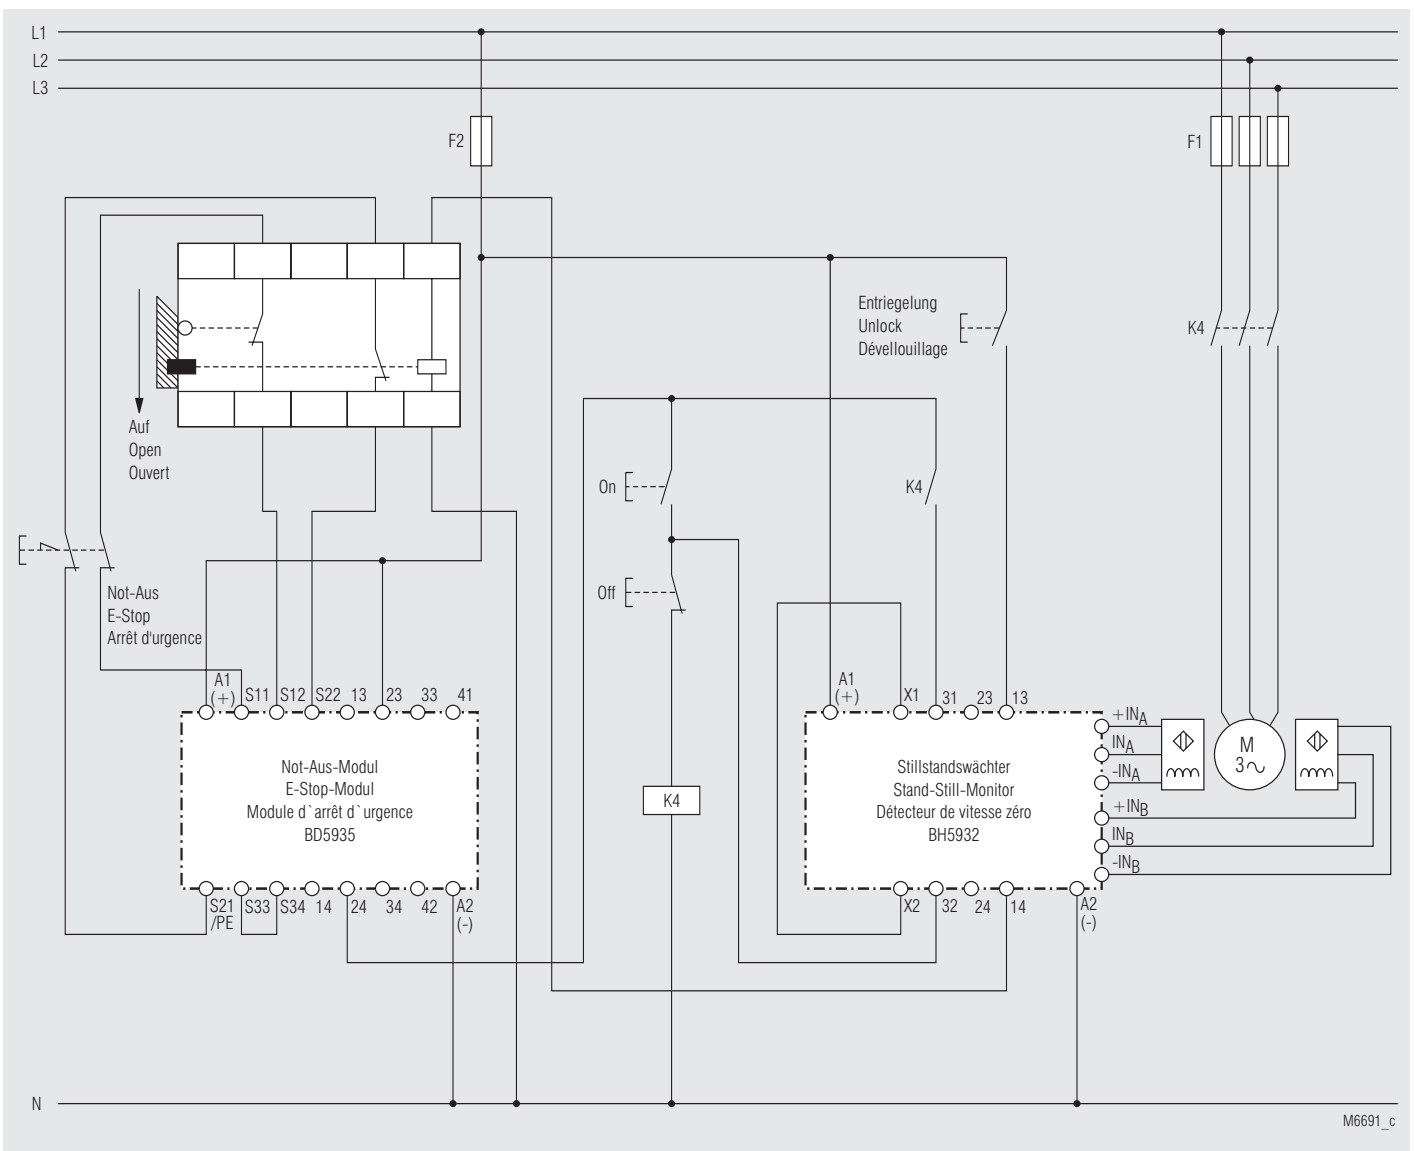 L1
L2
L3
F2
F1
Entriegelung
Unlock
Dévellouillage
K4
Auf
Open
Ouvert
On
K4
Off
Not-Aus
E-Stop
Arrêt d'urgence
A1
(+)
S11
S12
S22
13
23
33
41
A1
(+)
X1
31
23
13
Not-Aus-Modul
E-Stop-Modul
Module d`arrêt d`urgence
BD5935
K4
Stillstandswächter
Stand-Still-Monitor
Détecteur de vitesse zéro
BH5932
+INA
INA
-INA
+INB
INB
-INB
M
3~
S21
/PE
S33
S34
14
24
34
42
A2
(-)
X2
32
24
14
A2
(-)
N
M6691_c